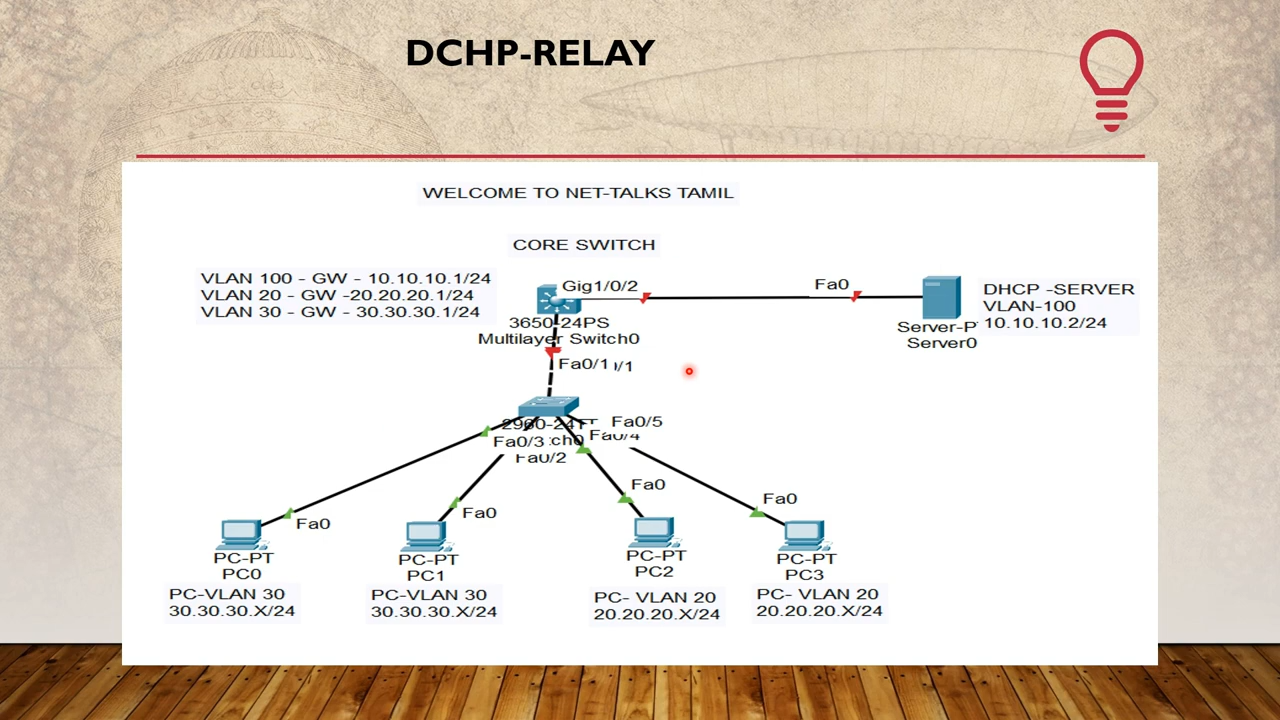 DCHP-RELAY
WELCOME TO NET-TALKS TAMIL
CORE SWITCH
VLAN 100 - GW - 10.10.10.1/24
VLAN 20 - GW -20.20.20.1/24
VLAN 30 - GW - 30.30.30.1/24
Gig1/0/2
Fa0
3650-24PS
Multilayer Switch0
DHCP -SERVER
VLAN-100
10.10.10.2/24
Server-P
Server0
Fa0/1
Fa0/5
Fa0/4
Fa0/3
Fa0/2
Fa0
Fa0
Fa0
Fa0
PC-PT
PC0
PC-PT
PC1
PC-PT
PC2
PC-PT
PC3
PC-VLAN 30
30.30.30.X/24
PC-VLAN 30
30.30.30.X/24
PC- VLAN 20
20.20.20.X/24
PC- VLAN 20
20.20.20.X/24